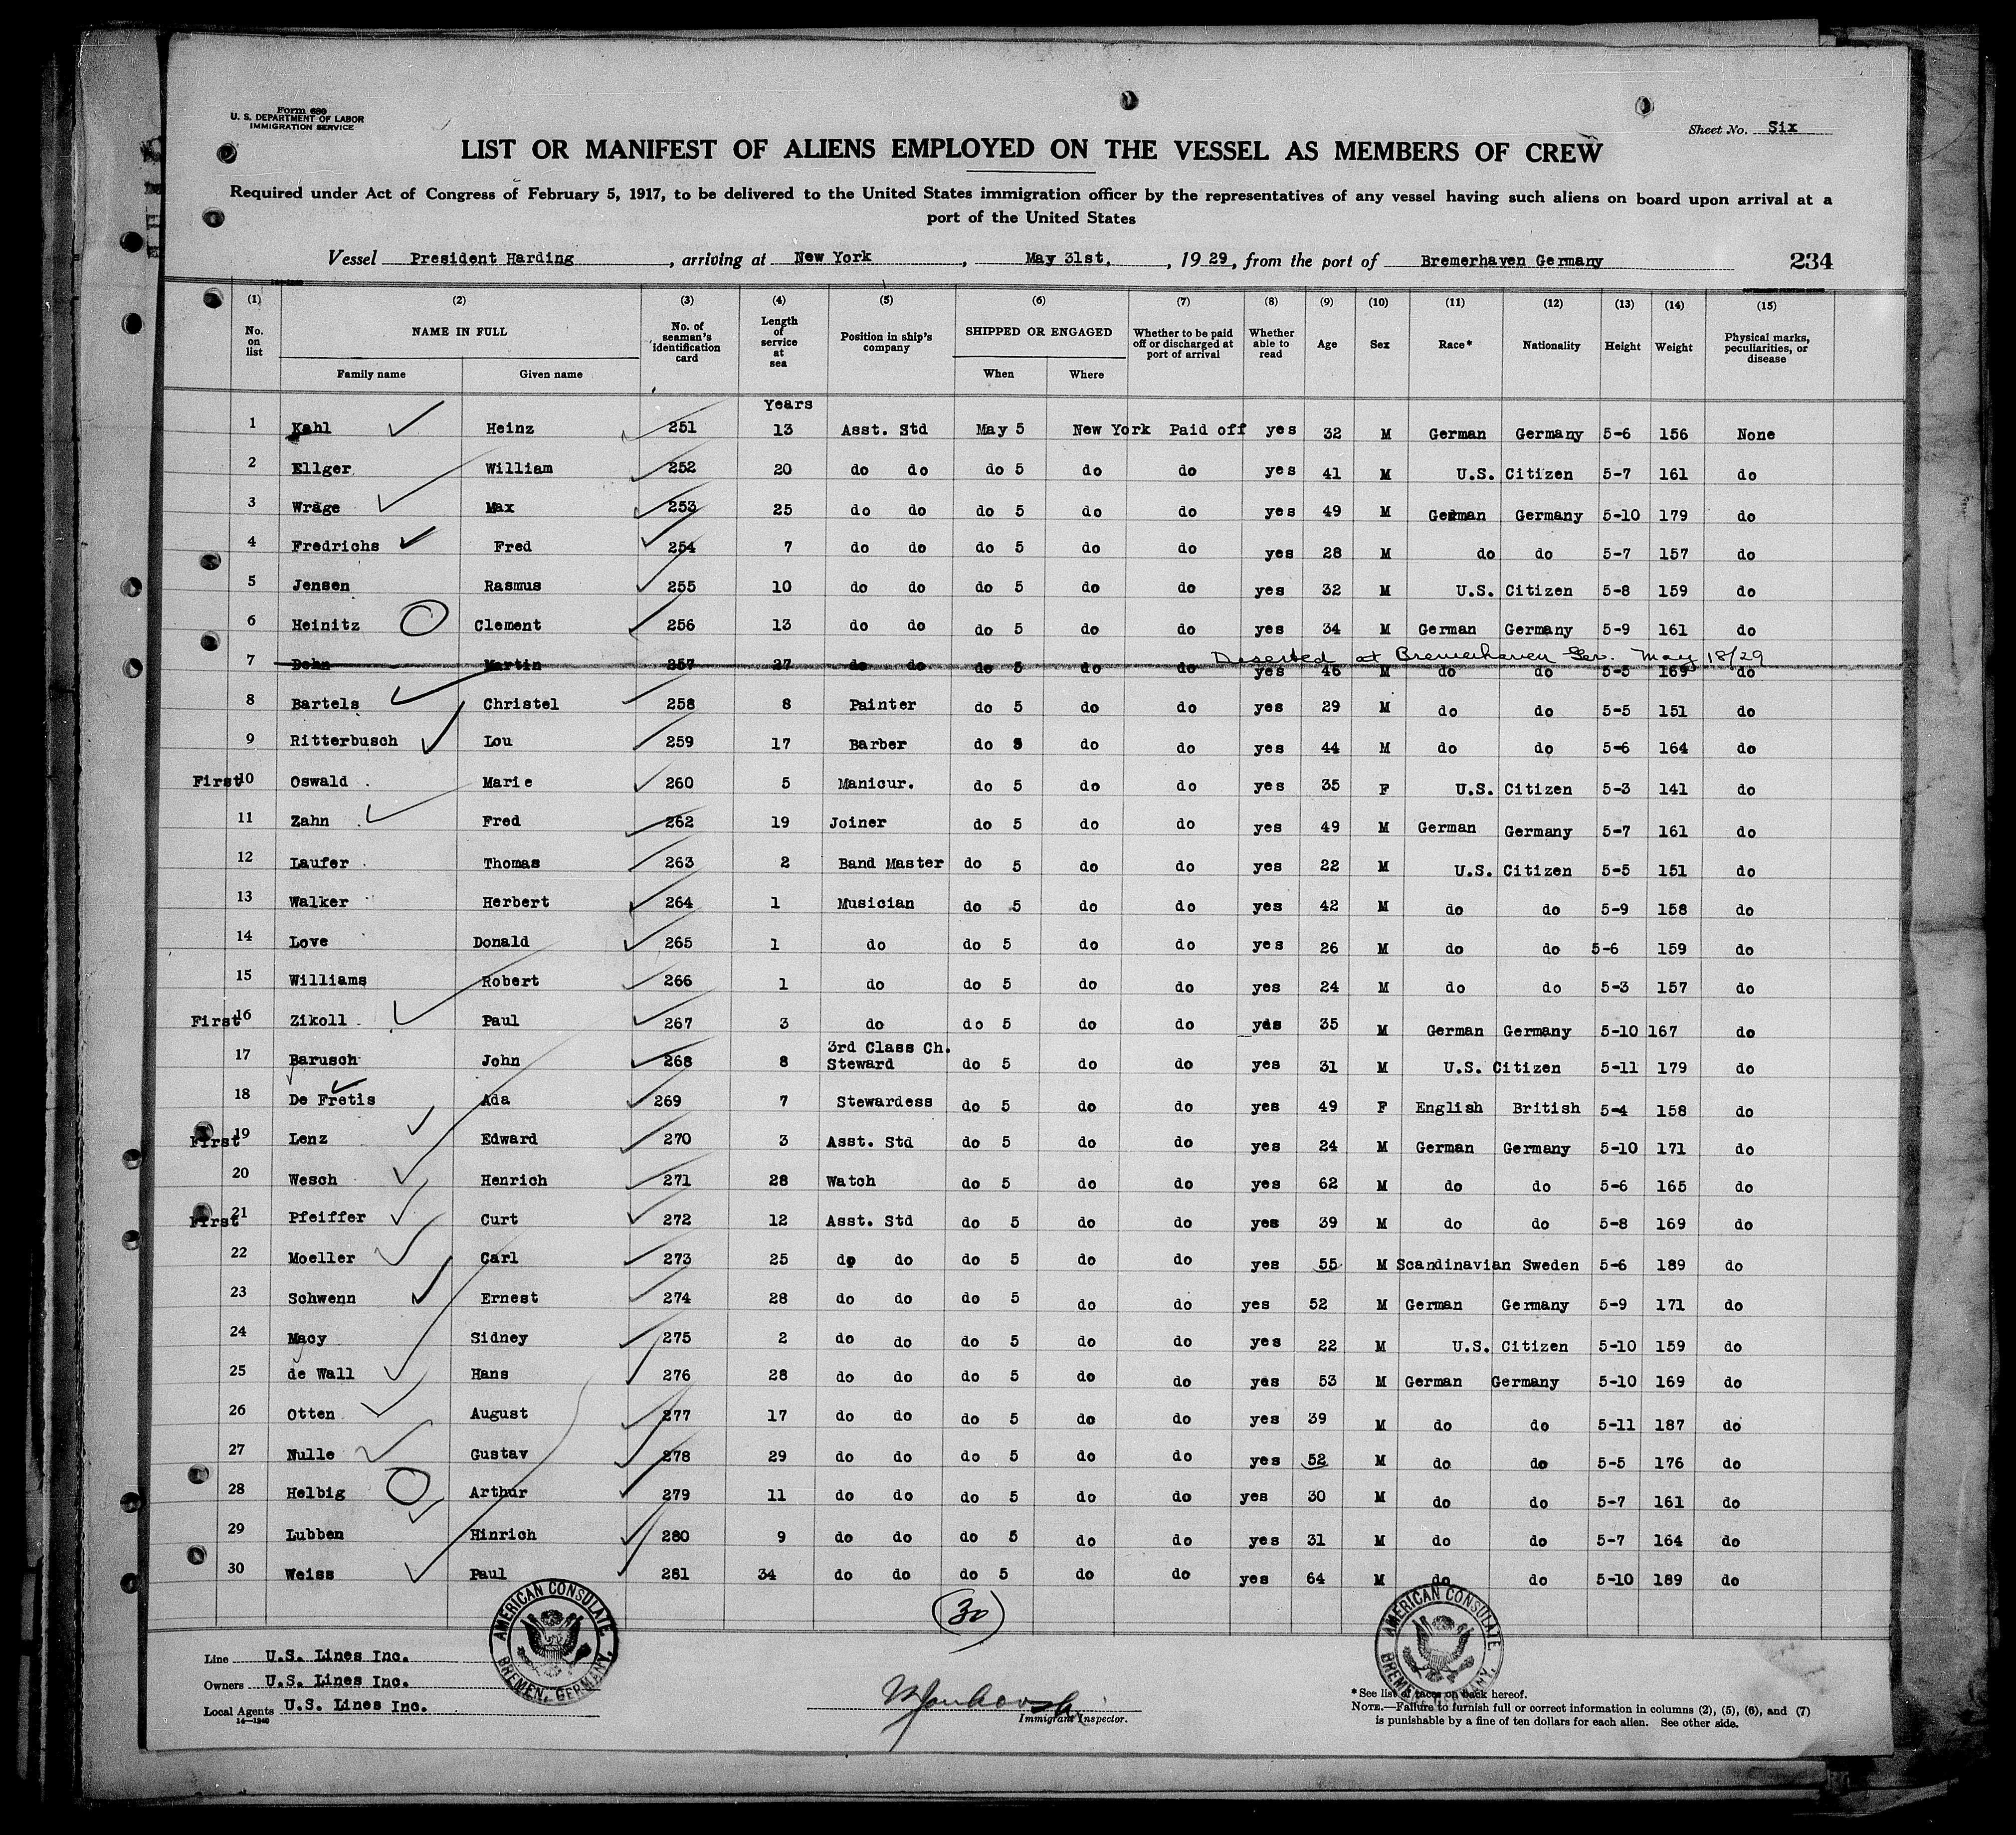 Form 680
U. S. DEPARTMENT OF LABOR
IMMIGRATION SERVICE
Sheet No. Six
LIST OR MANIFEST OF ALIENS EMPLOYED ON THE VESSEL AS MEMBERS OF CREW
Required under Act of Congress of February 5, 1917, to be delivered to the United States immigration officer by the representatives of any vessel having such aliens on board upon arrival at a
port of the United States
Vessel President Harding, arriving at New York, May 31st, 1929, from the port of Bremerhaven Germany 234
(1) (2) (3) (4) (5) (6) (7) (8) (9) (10) (11) (12) (13) (14) (15)
No. on list NAME IN FULL Family name Given name No. of seaman's identification card Length of service at sea Position in ship's company SHIPPED OR ENGAGED When Where Whether to be paid off or discharged at port of arrival Whether able to read Age Sex Race* Nationality Height Weight Physical marks, peculiarities, or disease
Years
1 Kahl Heinz 251 13 Asst. Std May 5 New York Paid off yes 32 M German Germany 5-6 156 None
2 Ellger William 252 20 do do do 5 do do yes 41 M U.S. Citizen 5-7 161 do
3 Wrage Max 253 25 do do do 5 do do yes 49 M German Germany 5-10 179 do
4 Fredrichs Fred 254 7 do do do 5 do do yes 28 M do do 5-7 157 do
5 Jensen Rasmus 255 10 do do do 5 do do yes 32 M U.S. Citizen 5-8 159 do
6 Heinitz Clement 256 13 do do do 5 do do yes 34 M German Germany 5-9 161 do
Deserted at Bremerhaven Ger. May 18/29
7 Dohn Martin 257 27 do do do 5 do do yes 46 M do do 5-5 169 do
8 Bartels Christel 258 8 Painter do 5 do do yes 29 M do do 5-5 151 do
9 Ritterbusch Lou 259 17 Barber do 5 do do yes 44 M do do 5-6 164 do
First 10 Oswald Marie 260 5 Manicur. do 5 do do yes 35 F U.S. Citizen 5-3 141 do
11 Zahn Fred 262 19 Joiner do 5 do do yes 49 M German Germany 5-7 161 do
12 Laufer Thomas 263 2 Band Master do 5 do do yes 22 M U.S. Citizen 5-5 151 do
13 Walker Herbert 264 1 Musician do 5 do do yes 42 M do do 5-9 158 do
14 Love Donald 265 1 do do 5 do do yes 26 M do do 5-6 159 do
15 Williams Robert 266 1 do do 5 do do yes 24 M do do 5-3 157 do
First 16 Zikoll Paul 267 3 do do 5 do do yes 35 M German Germany 5-10 167 do
17 Barusch John 268 8 3rd Class Ch. Steward do 5 do do yes 31 M U.S. Citizen 5-11 179 do
18 De Fretis Ada 269 7 Stewardess do 5 do do yes 49 F English British 5-4 158 do
First 19 Lenz Edward 270 3 Asst. Std do 5 do do yes 24 M German Germany 5-10 171 do
20 Wesch Henrich 271 28 Watch do 5 do do yes 62 M do do 5-6 165 do
First 21 Pfeiffer Curt 272 12 Asst. Std do 5 do do yes 39 M do do 5-8 169 do
22 Moeller Carl 273 25 do do do 5 do do yes 55 M Scandinavian Sweden 5-6 189 do
23 Schwenn Ernest 274 28 do do do 5 do do yes 52 M German Germany 5-9 171 do
24 Macy Sidney 275 2 do do do 5 do do yes 22 M U.S. Citizen 5-10 159 do
25 de Wall Hans 276 28 do do do 5 do do yes 53 M German Germany 5-10 169 do
26 Otten August 277 17 do do do 5 do do yes 39 M do do 5-11 187 do
27 Nulle Gustav 278 29 do do do 5 do do yes 52 M do do 5-5 176 do
28 Helbig Arthur 279 11 do do do 5 do do yes 30 M do do 5-7 161 do
29 Lubben Hinrich 280 9 do do do 5 do do yes 31 M do do 5-7 164 do
30 Weiss Paul 281 34 do do do 5 do do yes 64 M do do 5-10 189 do
30
AMERICAN CONSULATE BREMEN, GERMANY.
AMERICAN CONSULATE BREMEN, GERMANY.
Line U.S. Lines Inc.
Owners U.S. Lines Inc.
Local Agents U.S. Lines Inc.
14—1240
Immigrant Inspector.
*See list of races on back hereof.
NOTE.—Failure to furnish full or correct information in columns (2), (5), (6), and (7)
is punishable by a fine of ten dollars for each alien. See other side.